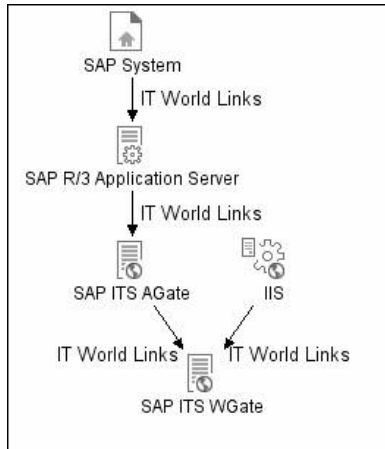 SAP System
IT World Links
SAP R/3 Application Server
IT World Links
SAP ITS AGate
IIS
IT World Links
IT World Links
SAP ITS WGate